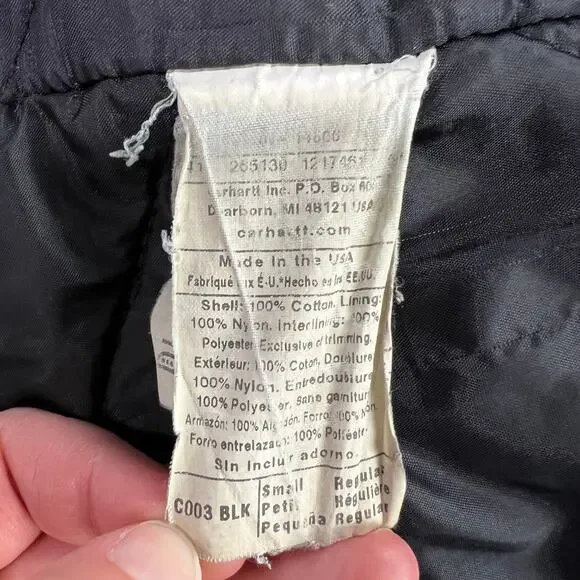 265130 121746
Inc. P.O. Box
Dearborn, MI 48121 USA
carhartt.com
Made in the USA
Fabriqué aux É-U.*Hecho en los EE.UU.
Shell: 100% Cotton. Lining:
100% Nylon. Interlining: 100%
Polyester Exclusive of trimming.
Extérieur: 100% Coton. Doublure
100% Nylon. Entredoublure
100% Polyester. Sans garniture
Armazón: 100% Algodón. Forro: 100% Nylon.
Forro entrelazado: 100% Poliéster.
Sin incluir adorno.
C003 BLK
Small Regular
Petit Régulière
Pequeña Regular